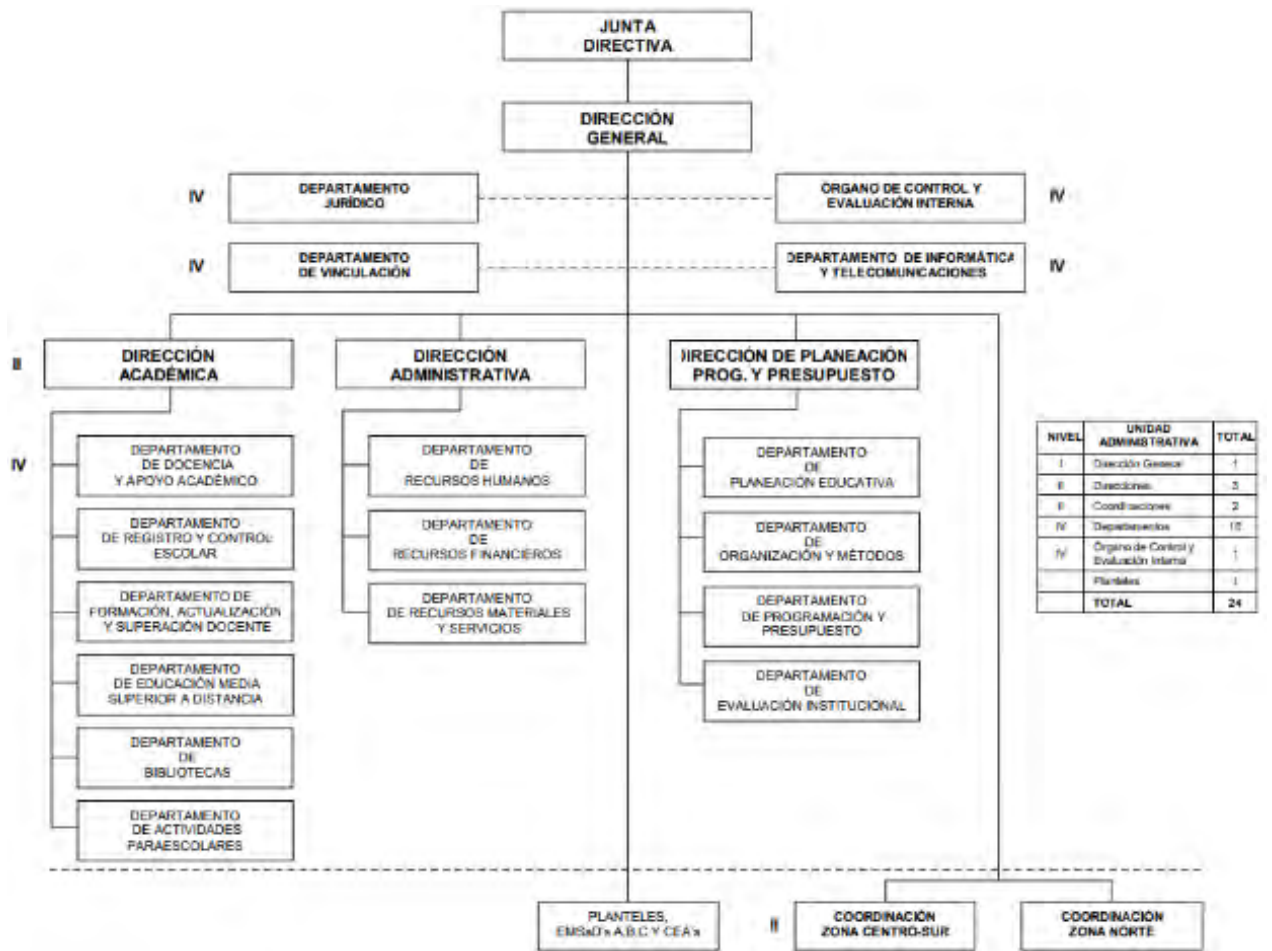 JUNTA
DIRECTIVA
DIRECCIÓN
GENERAL
IV
DEPARTAMENTO
JURÍDICO
ÓRGANO DE CONTROL Y
EVALUACIÓN INTERNA
IV
IV
DEPARTAMENTO
DE VINCULACIÓN
DEPARTAMENTO DE INFORMÁTICA
Y TELECOMUNICACIONES
IV
II
DIRECCIÓN
ACADÉMICA
DIRECCIÓN
ADMINISTRATIVA
DIRECCIÓN DE PLANEACIÓN
PROG. Y PRESUPUESTO
IV
DEPARTAMENTO
DE DOCENCIA
Y APOYO ACADÉMICO
DEPARTAMENTO
DE REGISTRO Y CONTROL
ESCOLAR
DEPARTAMENTO DE
FORMACIÓN, ACTUALIZACIÓN
Y SUPERACIÓN DOCENTE
DEPARTAMENTO
DE EDUCACIÓN MEDIA
SUPERIOR A DISTANCIA
DEPARTAMENTO
DE
BIBLIOTECAS
DEPARTAMENTO
DE ACTIVIDADES
PARAESCOLARES
DEPARTAMENTO
DE
RECURSOS HUMANOS
DEPARTAMENTO
DE
RECURSOS FINANCIEROS
DEPARTAMENTO
DE RECURSOS MATERIALES
Y SERVICIOS
DEPARTAMENTO
DE
PLANEACIÓN EDUCATIVA
DEPARTAMENTO
DE
ORGANIZACIÓN Y MÉTODOS
DEPARTAMENTO
DE PROGRAMACIÓN Y
PRESUPUESTO
DEPARTAMENTO
DE
EVALUACIÓN INSTITUCIONAL
NIVEL UNIDAD ADMINISTRATIVA TOTAL
I Dirección General 1
II Direcciones 3
II Coordinaciones 2
IV Departamentos
IV Órgano de Control y Evaluación Interna 1
Planteles 1
TOTAL 24
PLANTELES,
EMSaD's A,B,C Y CEA's
II
COORDINACIÓN
ZONA CENTRO-SUR
COORDINACIÓN
ZONA NORTE